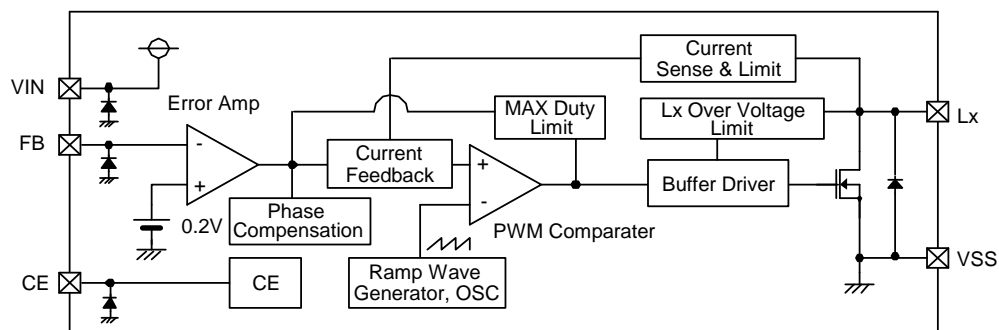 Current
Sense & Limit
VIN
Error Amp
MAX Duty
Limit
Lx Over Voltage
Limit
Lx
FB
-
+
Current
Feedback
+
-
Buffer Driver
0.2V
Phase
Compensation
PWM Comparater
VSS
CE
CE
Ramp Wave
Generator, OSC